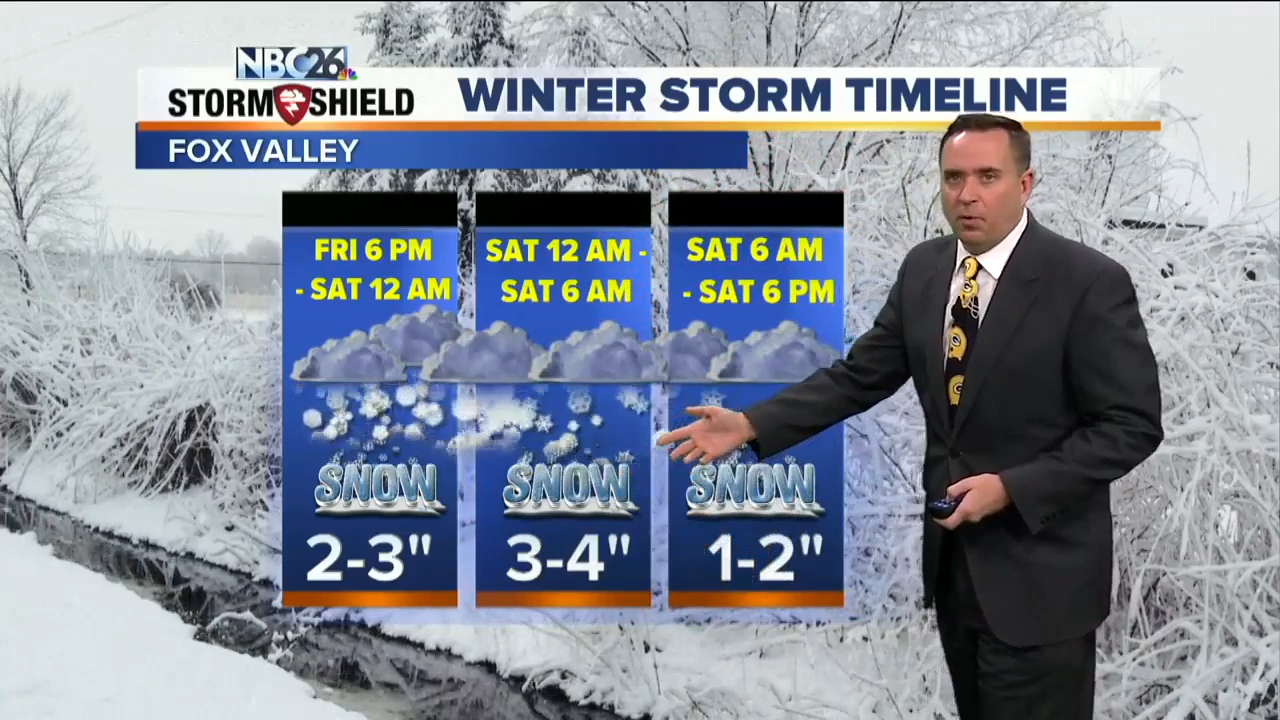 NBC26
STORM SHIELD
WINTER STORM TIMELINE
FOX VALLEY
FRI 6 PM
- SAT 12 AM
SNOW
2-3"
SAT 12 AM -
SAT 6 AM
SNOW
3-4"
SAT 6 AM
- SAT 6 PM
SNOW
1-2"
G
G
G